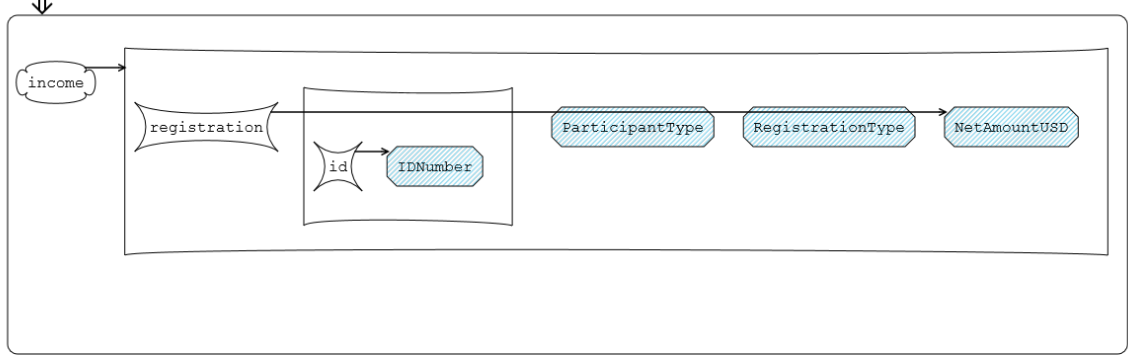 income
registration
id
IDNumber
ParticipantType
RegistrationType
NetAmountUSD